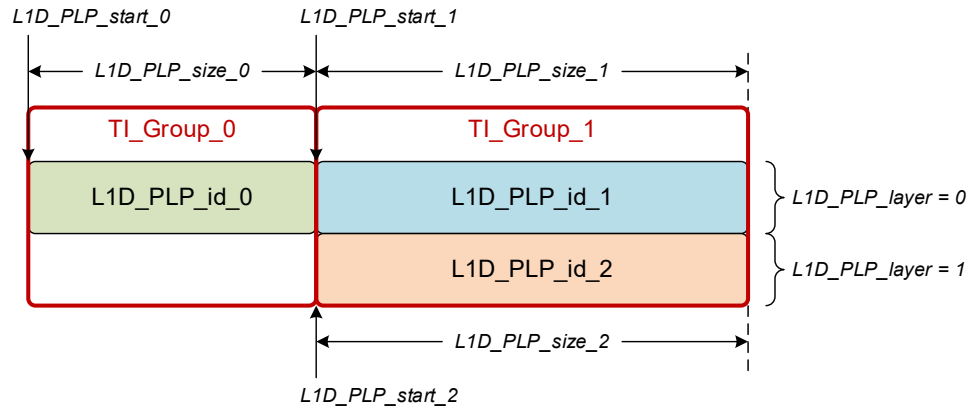 L1D_PLP_start_0
L1D_PLP_start_1
L1D_PLP_size_0
L1D_PLP_size_1
TI_Group_0
TI_Group_1
L1D_PLP_id_0
L1D_PLP_id_1
L1D_PLP_layer = 0
L1D_PLP_id_2
L1D_PLP_layer = 1
L1D_PLP_size_2
L1D_PLP_start_2